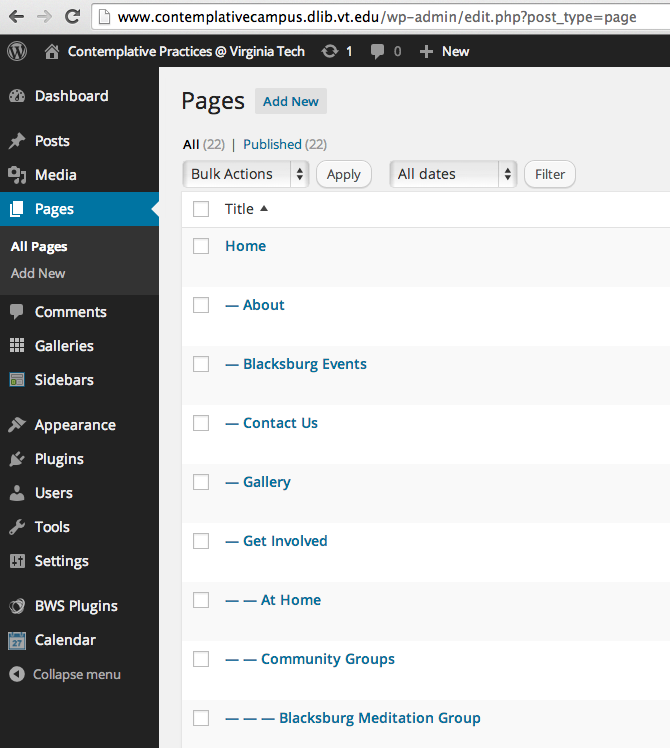 www.contemplativecampus.dlib.vt.edu/wp-admin/edit.php?post_type=page
Contemplative Practices @ Virginia Tech 1 0 + New
Dashboard
Posts
Media
Pages
All Pages
Add New
Comments
Galleries
Sidebars
Appearance
Plugins
Users
Tools
Settings
BWS Plugins
27 Calendar
Collapse menu
Pages Add New
All (22) | Published (22)
Bulk Actions Apply All dates Filter
Title
Home
— About
— Blacksburg Events
— Contact Us
— Gallery
— Get Involved
— — At Home
— — Community Groups
— — — Blacksburg Meditation Group